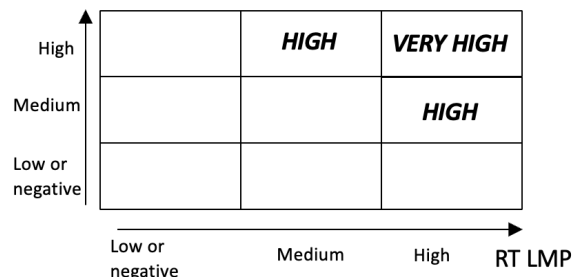 High
HIGH
VERY HIGH
Medium
HIGH
Low or
negative
Low or
negative
Medium
High
RT LMP